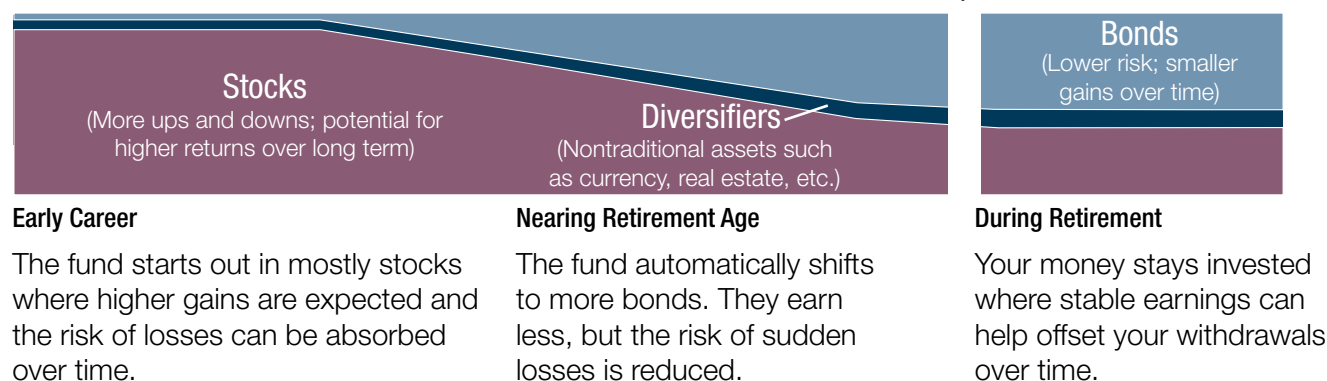 Stocks
(More ups and downs; potential for
higher returns over long term)
Diversifiers
(Nontraditional assets such
as currency, real estate, etc.)
Bonds
(Lower risk; smaller
gains over time)
Early Career
The fund starts out in mostly stocks
where higher gains are expected and
the risk of losses can be absorbed
over time.
Nearing Retirement Age
The fund automatically shifts
to more bonds. They earn
less, but the risk of sudden
losses is reduced.
During Retirement
Your money stays invested
where stable earnings can
help offset your withdrawals
over time.